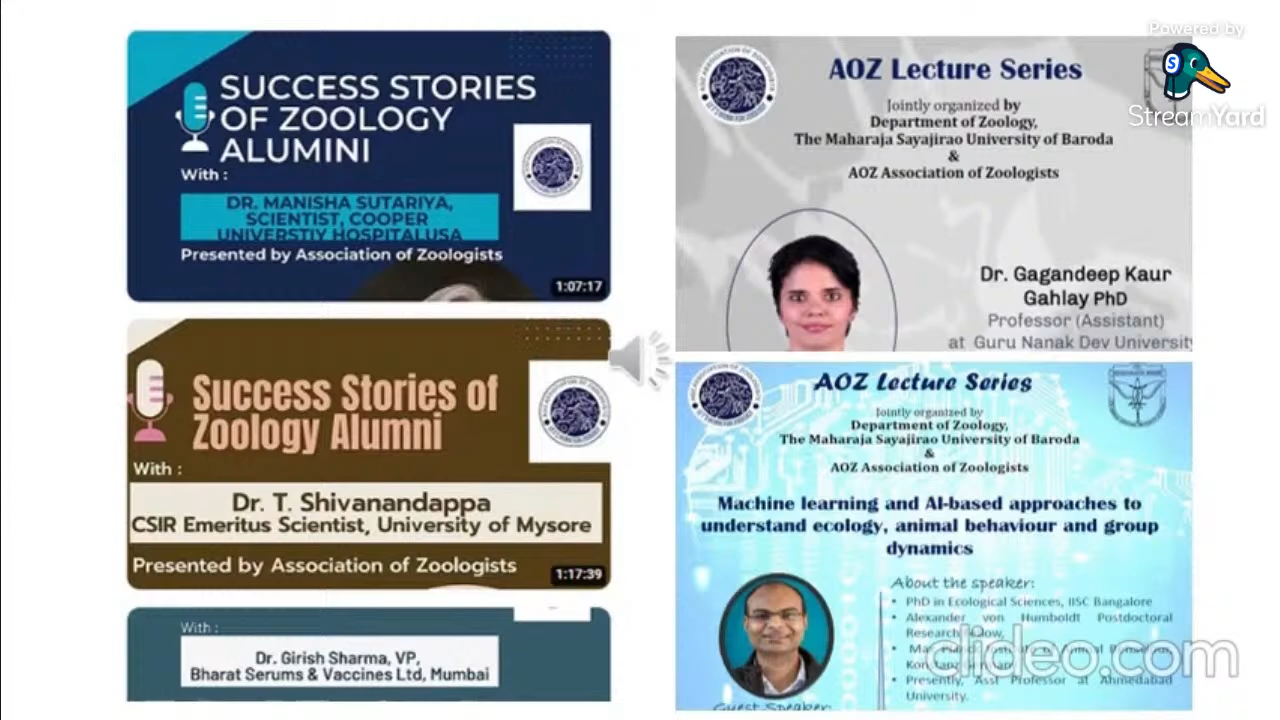 SUCCESS STORIES
OF ZOOLOGY
ALUMINI
With :
DR. MANISHA SUTARIYA,
SCIENTIST, COOPER
UNIVERSTIY HOSPITALUSA
Presented by Association of Zoologists
1:07:17
Success Stories of
Zoology Alumni
With :
Dr. T. Shivanandappa
CSIR Emeritus Scientist, University of Mysore
Presented by Association of Zoologists
1:17:39
With :
Dr. Girish Sharma, VP,
Bharat Serums & Vaccines Ltd, Mumbai
Powered by
StreamYard
AOZ Lecture Series
Jointly organized by
Department of Zoology,
The Maharaja Sayajirao University of Baroda
&
AOZ Association of Zoologists
Dr. Gagandeep Kaur
Gahlay PhD
Professor (Assistant)
at Guru Nanak Dev University
AOZ Lecture Series
Jointly organized by
Department of Zoology,
The Maharaja Sayajirao University of Baroda
&
AOZ Association of Zoologists
Machine learning and AI-based approaches to
understand ecology, animal behaviour and group
dynamics
About the speaker:
• PhD in Ecological Sciences, IISC Bangalore
• Alexander von Humboldt Postdoctoral
Research
•
• Presently, Asst Professor at Ahmedabad
University.
Guest Speaker:
clideo.com